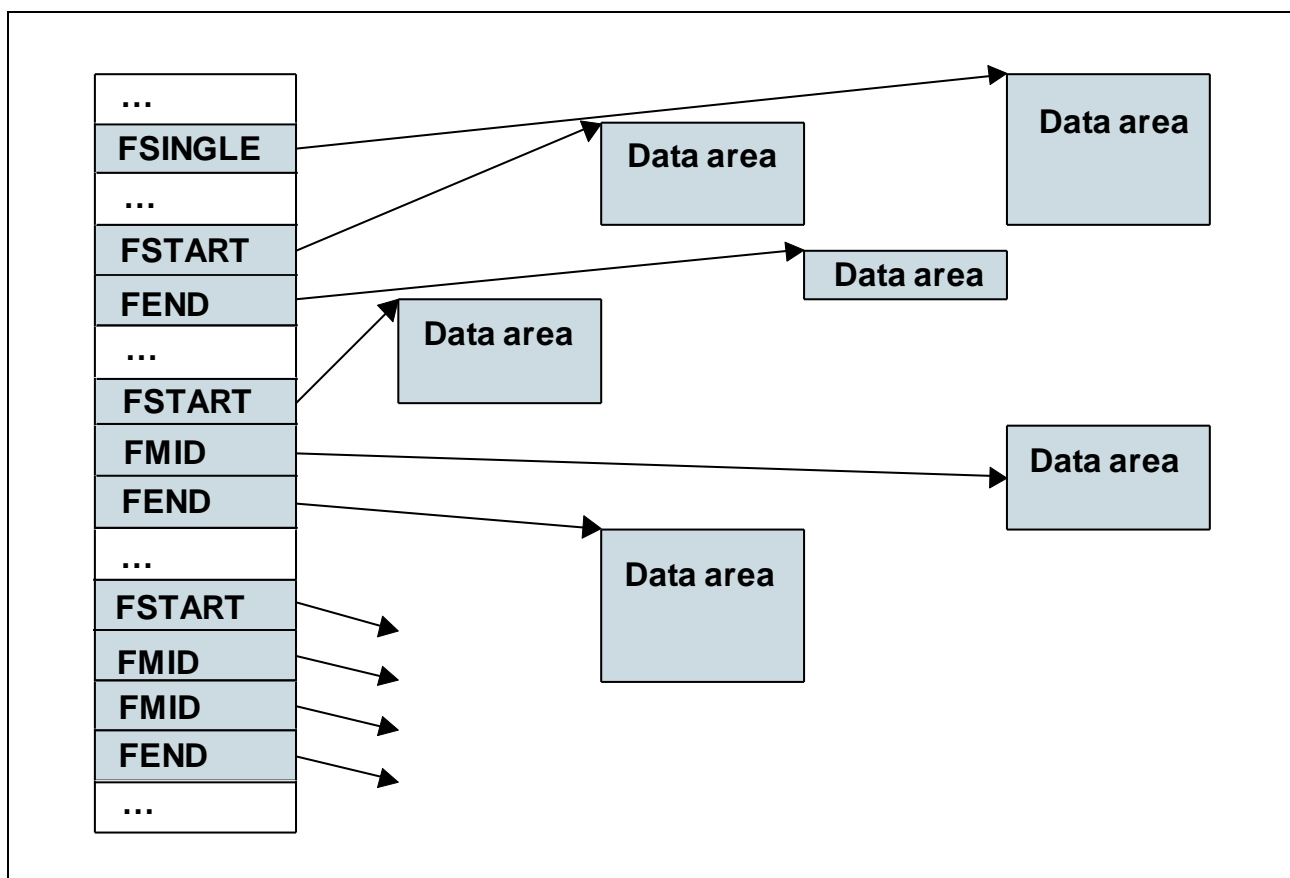 …
FSINGLE
…
FSTART
FEND
…
FSTART
FMID
FEND
…
FSTART
FMID
FMID
FEND
…
Data area
Data area
Data area
Data area
Data area
Data area